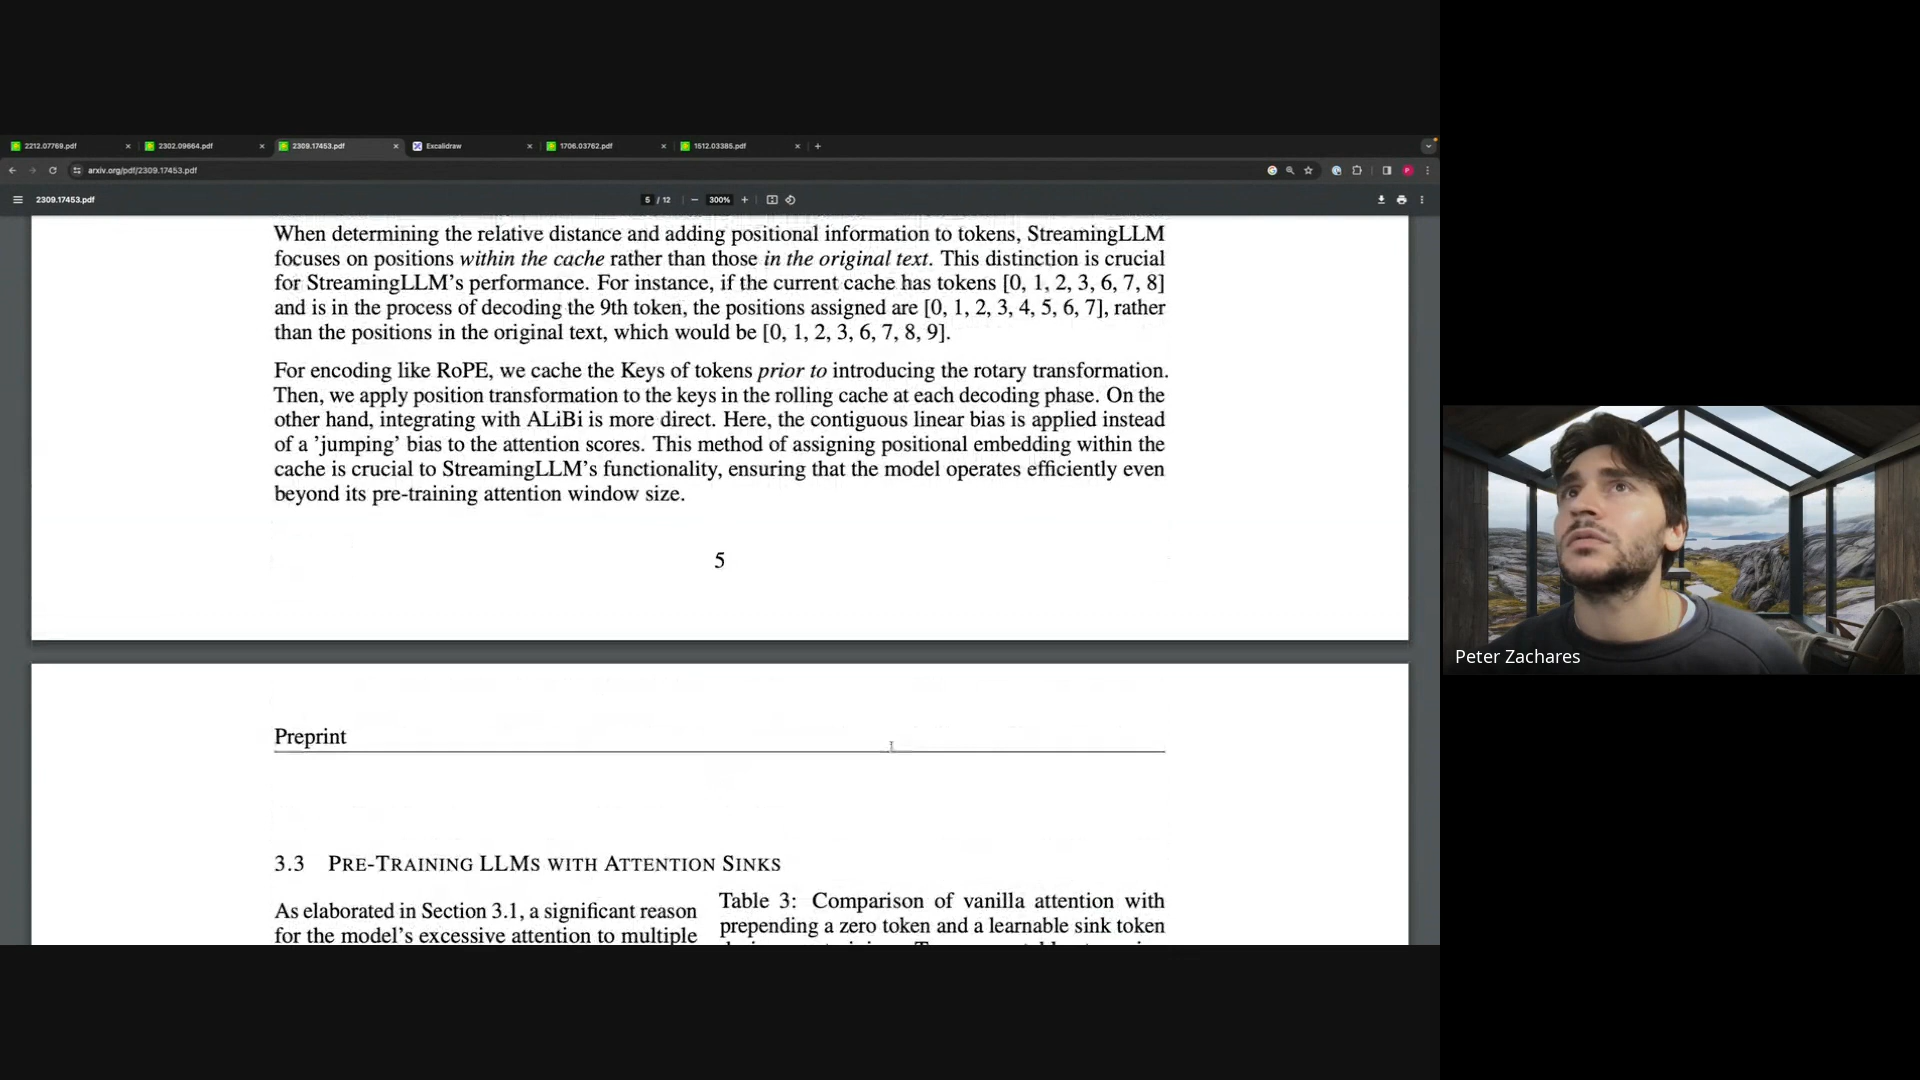 2212.07769.pdf
2302.09664.pdf
2309.17453.pdf
Excalidraw
1706.03762.pdf
1512.03385.pdf
arxiv.org/pdf/2309.17453.pdf
P
2309.17453.pdf
5 / 12
300%
When determining the relative distance and adding positional information to tokens, StreamingLLM
focuses on positions within the cache rather than those in the original text. This distinction is crucial
for StreamingLLM's performance. For instance, if the current cache has tokens [0, 1, 2, 3, 6, 7, 8]
and is in the process of decoding the 9th token, the positions assigned are [0, 1, 2, 3, 4, 5, 6, 7], rather
than the positions in the original text, which would be [0, 1, 2, 3, 6, 7, 8, 9].
For encoding like RoPE, we cache the Keys of tokens prior to introducing the rotary transformation.
Then, we apply position transformation to the keys in the rolling cache at each decoding phase. On the
other hand, integrating with ALiBi is more direct. Here, the contiguous linear bias is applied instead
of a 'jumping' bias to the attention scores. This method of assigning positional embedding within the
cache is crucial to StreamingLLM's functionality, ensuring that the model operates efficiently even
beyond its pre-training attention window size.
5
Preprint
3.3 PRE-TRAINING LLMS WITH ATTENTION SINKS
As elaborated in Section 3.1, a significant reason
for the model's excessive attention to multiple
Table 3: Comparison of vanilla attention with
prepending a zero token and a learnable sink token
Peter Zachares